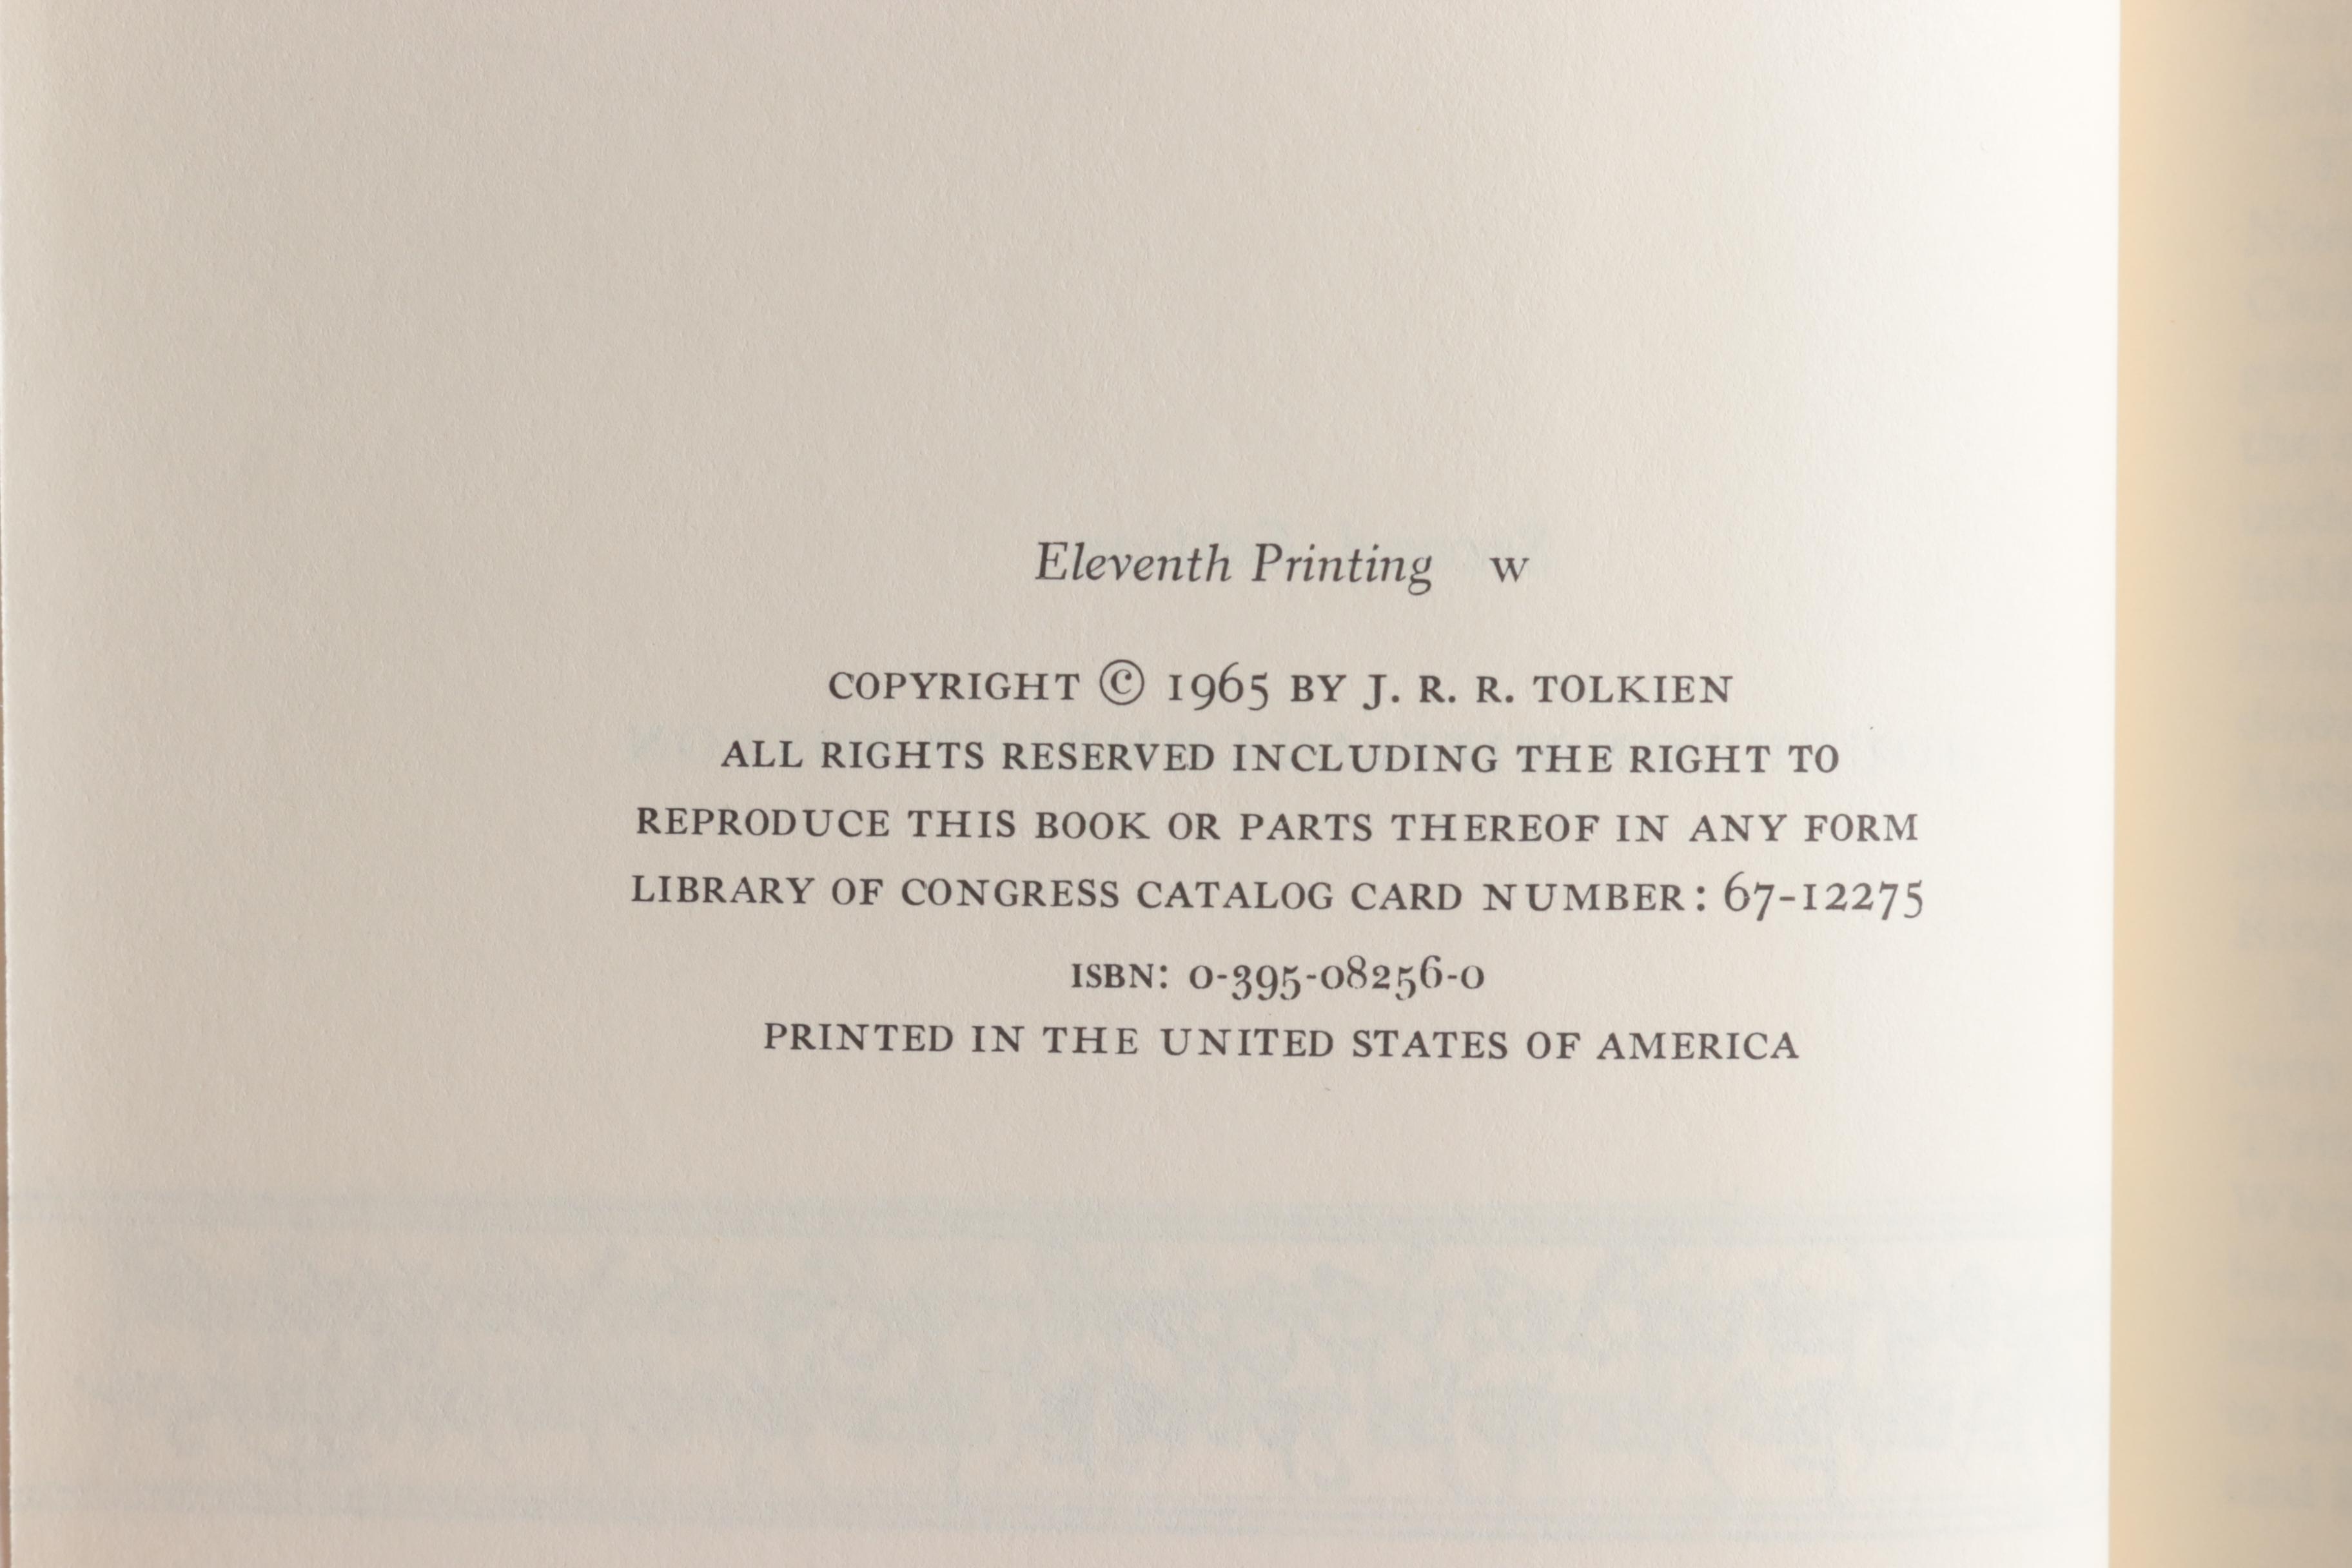 Eleventh Printing w
COPYRIGHT © 1965 BY J. R. R. TOLKIEN
ALL RIGHTS RESERVED INCLUDING THE RIGHT TO
REPRODUCE THIS BOOK OR PARTS THEREOF IN ANY FORM
LIBRARY OF CONGRESS CATALOG CARD NUMBER: 67-12275
ISBN: 0-395-08256-0
PRINTED IN THE UNITED STATES OF AMERICA